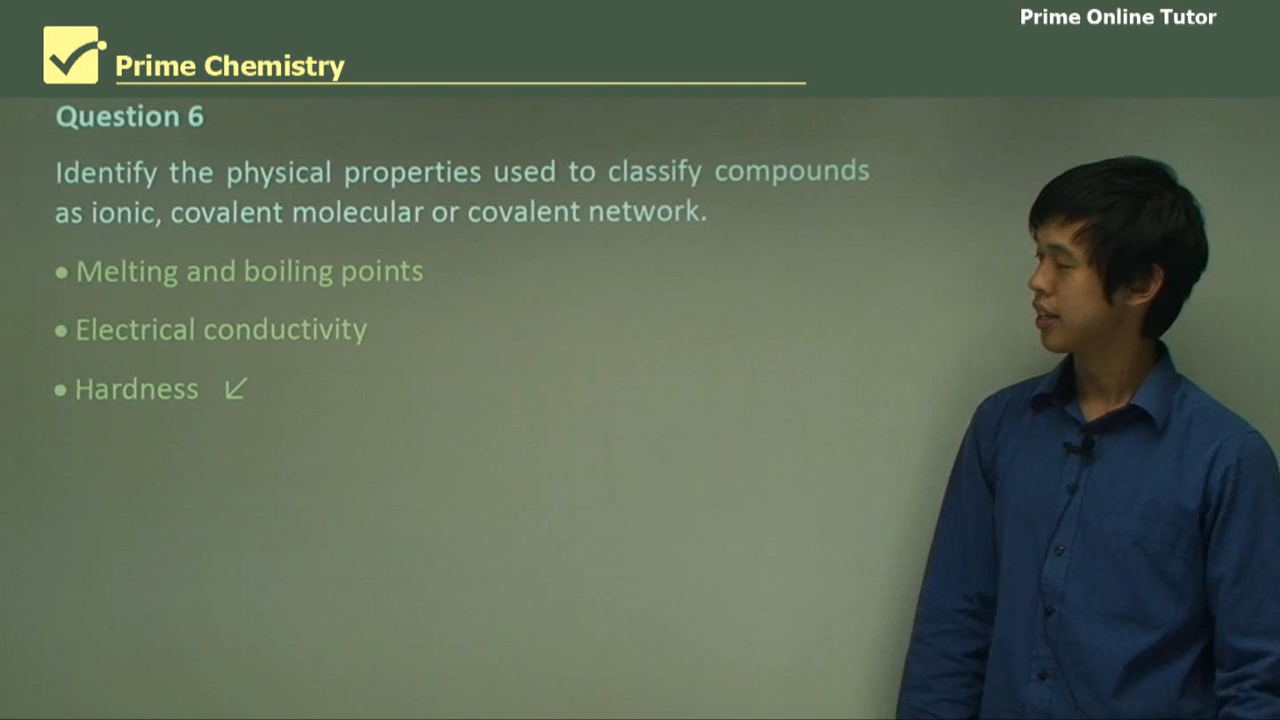 Prime Online Tutor
Prime Chemistry
Question 6
Identify the physical properties used to classify compounds
as ionic, covalent molecular or covalent network.
• Melting and boiling points
• Electrical conductivity
• Hardness ↙